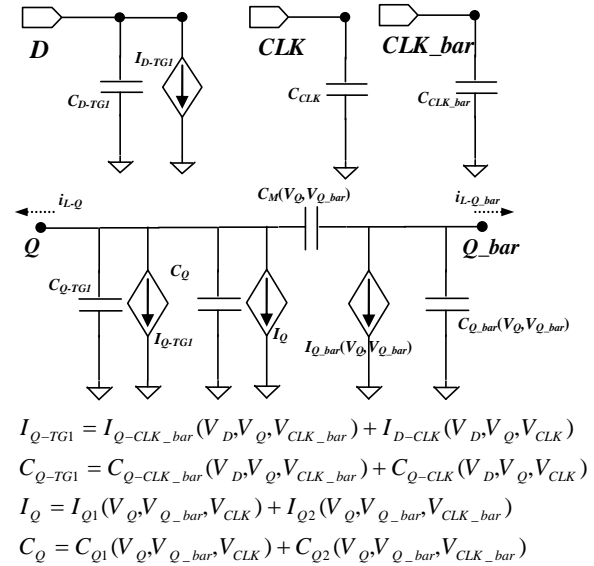 D CLK CLK_bar
I_{D-TG1}
C_{D-TG1} C_{CLK} C_{CLK_bar}
i_{L-Q} C_M(V_Q,V_{Q_bar}) i_{L-Q_bar}
Q Q_bar
C_{Q-TG1} C_Q
I_{Q-TG1} I_Q I_{Q_bar}(V_Q,V_{Q_bar}) C_{Q_bar}(V_Q,V_{Q_bar})
I_{Q-TG1} = I_{Q-CLK_bar}(V_D,V_Q,V_{CLK_bar}) + I_{D-CLK}(V_D,V_Q,V_{CLK})
C_{Q-TG1} = C_{Q-CLK_bar}(V_D,V_Q,V_{CLK_bar}) + C_{Q-CLK}(V_D,V_Q,V_{CLK})
I_Q = I_{Q1}(V_Q,V_{Q_bar},V_{CLK}) + I_{Q2}(V_Q,V_{Q_bar},V_{CLK_bar})
C_Q = C_{Q1}(V_Q,V_{Q_bar},V_{CLK}) + C_{Q2}(V_Q,V_{Q_bar},V_{CLK_bar})